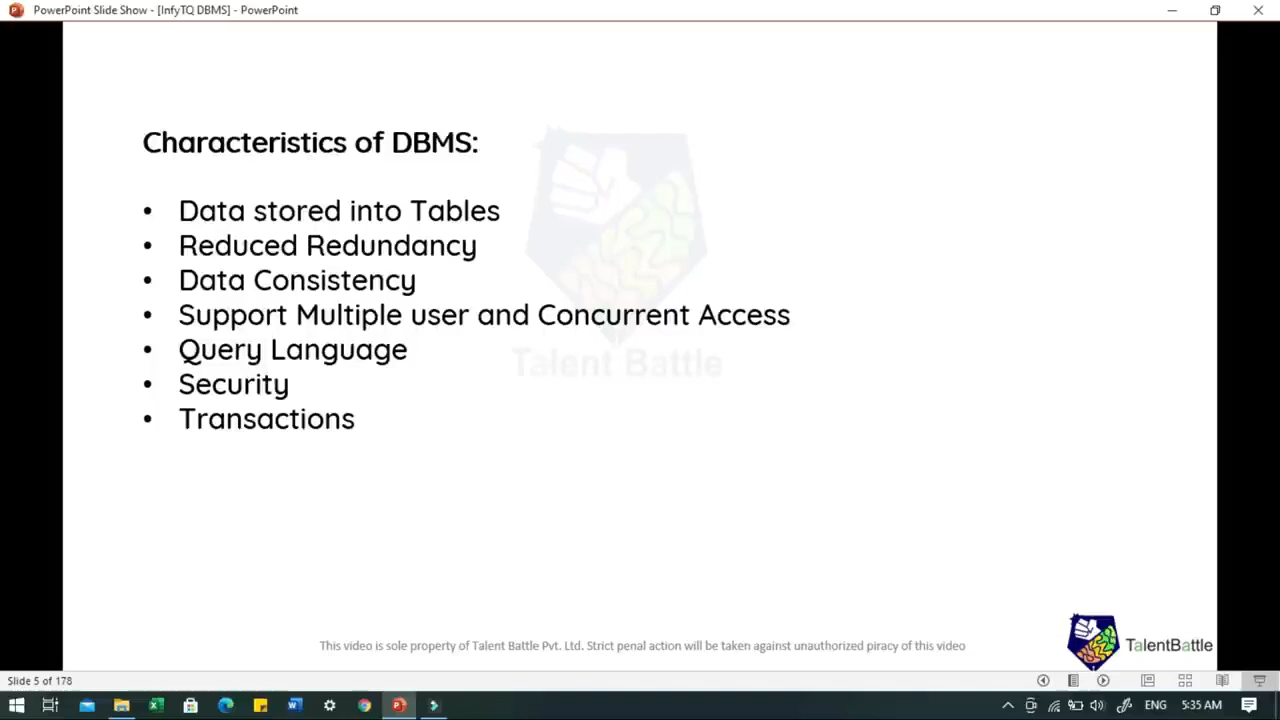 PowerPoint Slide Show - [InfyTQ DBMS] - PowerPoint
Characteristics of DBMS:
• Data stored into Tables
• Reduced Redundancy
• Data Consistency
• Support Multiple user and Concurrent Access
• Query Language
• Security
• Transactions
Talent Battle
This video is sole property of Talent Battle Pvt. Ltd. Strict penal action will be taken against unauthorized piracy of this video
TalentBattle
Slide 5 of 178
ENG
5:35 AM